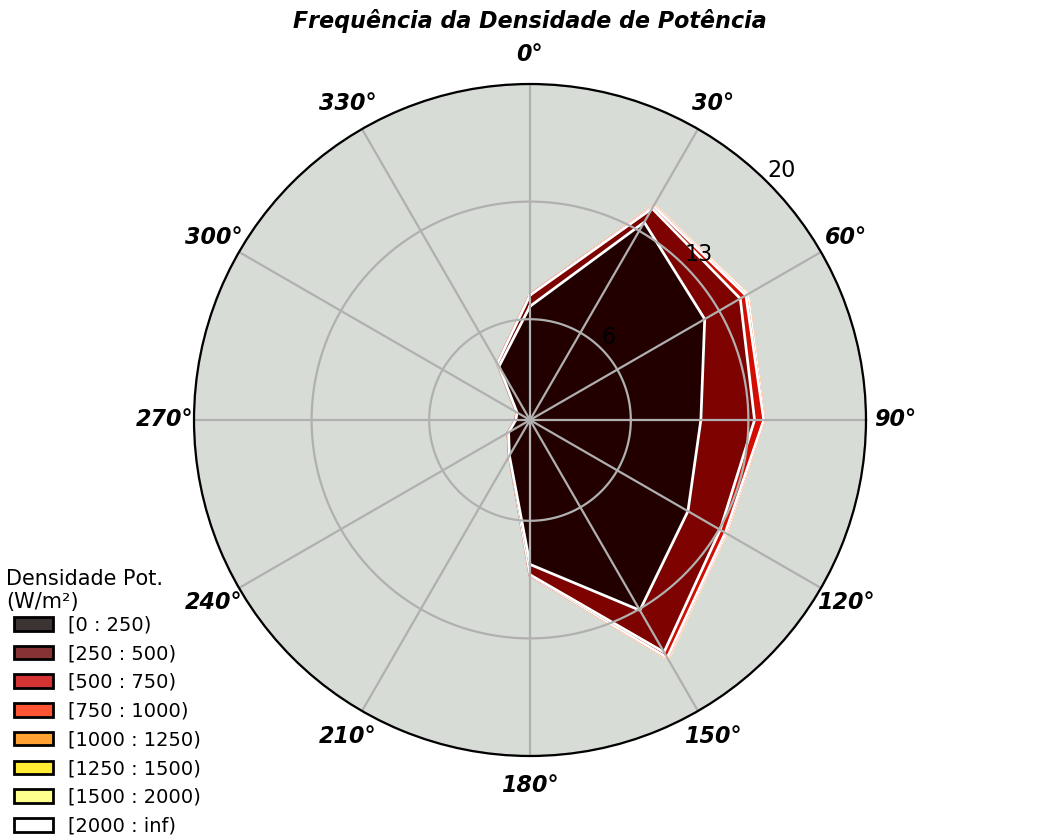 Frequência da Densidade de Potência
0°
330°
30°
20
300°
60°
13
6
270°
90°
240°
120°
210°
150°
180°
Densidade Pot.
(W/m²)
[0 : 250)
[250 : 500)
[500 : 750)
[750 : 1000)
[1000 : 1250)
[1250 : 1500)
[1500 : 2000)
[2000 : inf)